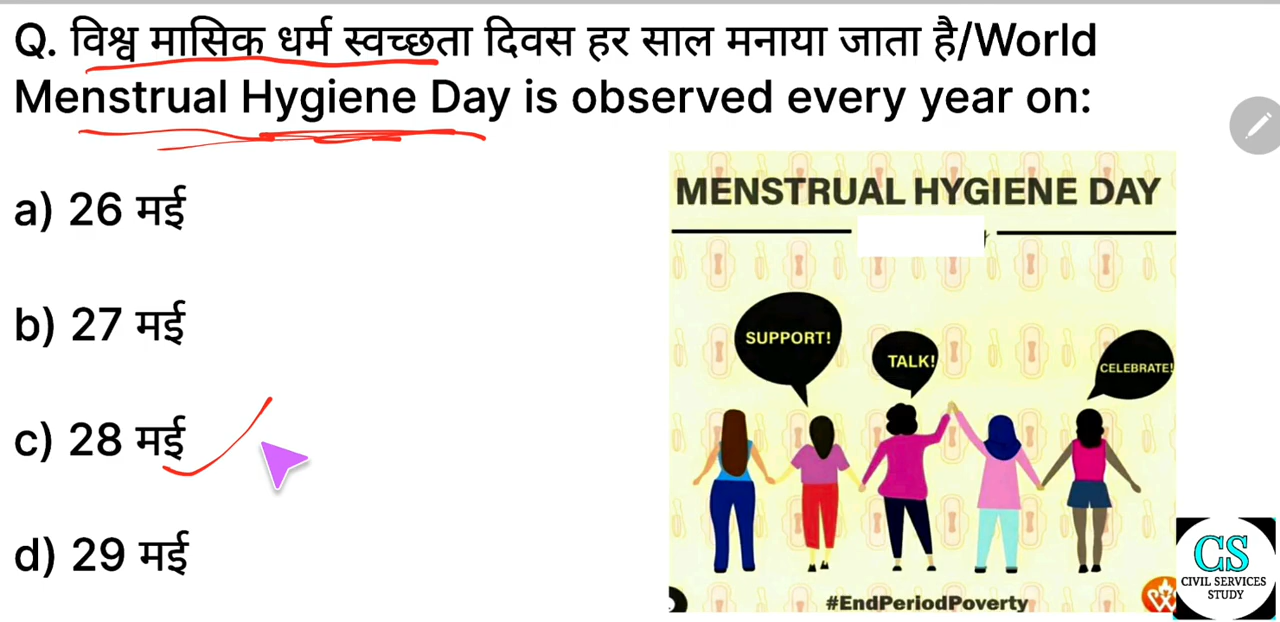 Q. विश्व मासिक धर्म स्वच्छता दिवस हर साल मनाया जाता है/World
Menstrual Hygiene Day is observed every year on:
a) 26 मई
b) 27 मई
c) 28 मई
d) 29 मई
MENSTRUAL HYGIENE DAY
SUPPORT!
TALK!
CELEBRATE!
#EndPeriodPoverty
CS
CIVIL SERVICES
STUDY